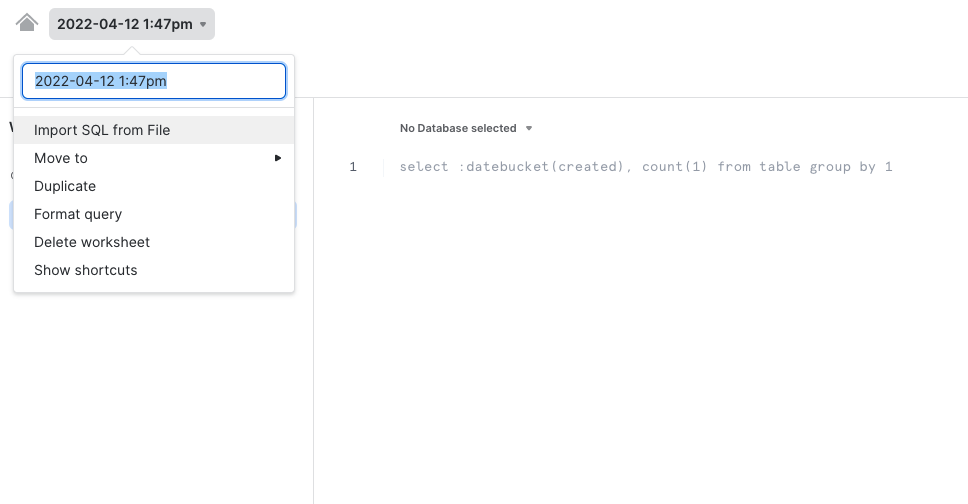 2022-04-12 1:47pm
2022-04-12 1:47pm
Import SQL from File
Move to
Duplicate
Format query
Delete worksheet
Show shortcuts
No Database selected
1 select :datebucket(created), count(1) from table group by 1